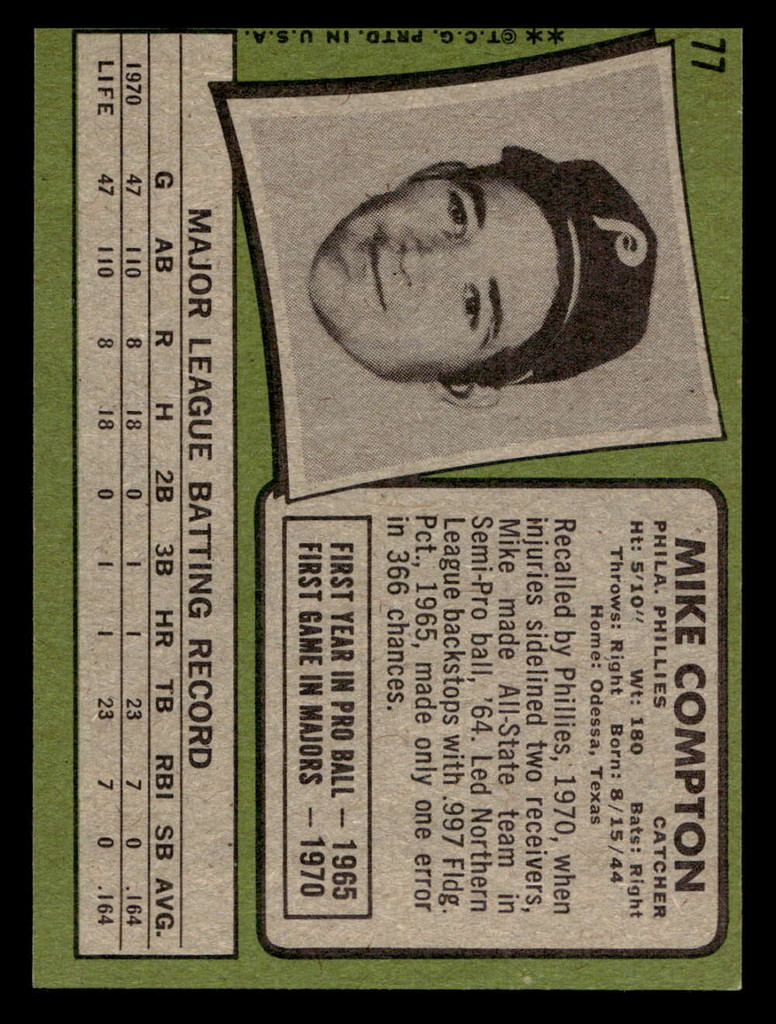 77
**©T.C.G. PRTD. IN U.S.A.
P
MIKE COMPTON
PHILA. PHILLIES CATCHER
Ht: 5'10" Wt: 180 Bats: Right
Throws: Right Born: 8/15/44
Home: Odessa, Texas
Recalled by Phillies, 1970, when
injuries sidelined two receivers,
Mike made All-State team in
Semi-Pro ball, '64. Led Northern
League backstops with .997 Fldg.
Pct., 1965, made only one error
in 366 chances.
FIRST YEAR IN PRO BALL — 1965
FIRST GAME IN MAJORS — 1970
MAJOR LEAGUE BATTING RECORD
G AB R H 2B 3B HR TB RBI SB AVG.
1970 47 110 8 18 0 1 1 23 7 0 .164
LIFE 47 110 8 18 0 1 1 23 7 0 .164